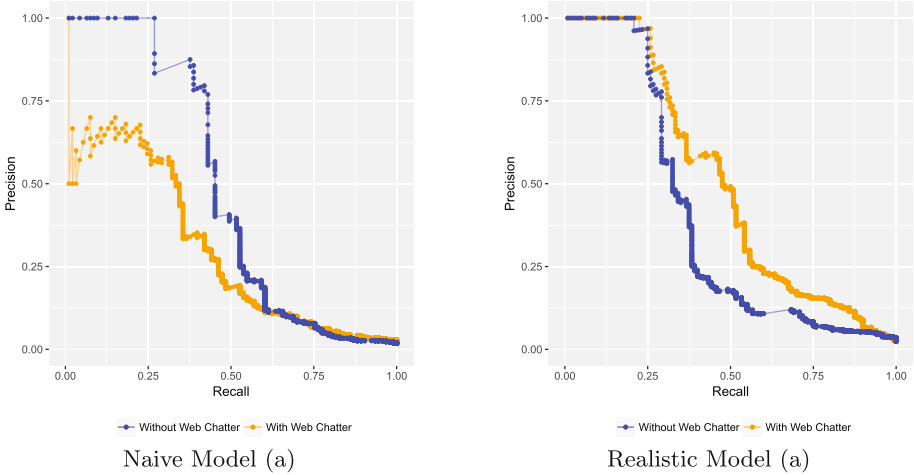 1.00
0.75
0.50
0.25
0.00
Precision
0.00 0.25 0.50 0.75 1.00
Recall
Without Web Chatter With Web Chatter
Naive Model (a)
1.00
0.75
0.50
0.25
0.00
Precision
0.00 0.25 0.50 0.75 1.00
Recall
Without Web Chatter With Web Chatter
Realistic Model (a)